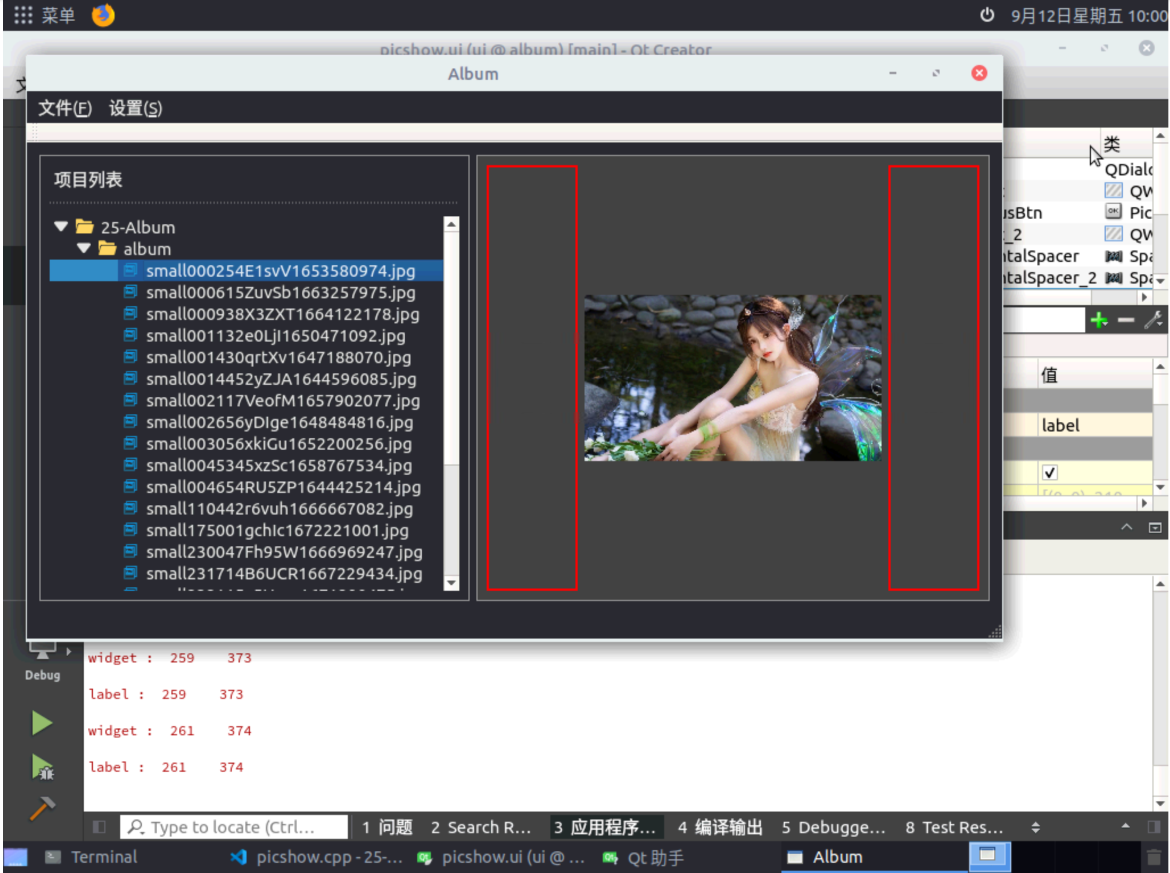 菜单
9月12日星期五 10:00
picshow.ui (ui @ album) [main] - Qt Creator
Album
文件(F) 设置(S)
项目列表
25-Album
album
small000254E1svV1653580974.jpg
small000615ZuvSb1663257975.jpg
small000938X3ZXT1664122178.jpg
small001132e0LjI1650471092.jpg
small001430qrtXv1647188070.jpg
small0014452yZJA1644596085.jpg
small002117VeofM1657902077.jpg
small002656yDIge1648484816.jpg
small003056xkiGu1652200256.jpg
small0045345xzSc1658767534.jpg
small004654RU5ZP1644425214.jpg
small110442r6vuh1666667082.jpg
small175001gchIc1672221001.jpg
small230047Fh95W1666969247.jpg
small231714B6UCR1667229434.jpg
类
QDialo
QW
usBtn Pic
_2 QW
ntalSpacer Spa
ntalSpacer_2 Spa
值
label
Debug
widget : 259 373
label : 259 373
widget : 261 374
label : 261 374
Type to locate (Ctrl... 1 问题 2 Search R... 3 应用程序... 4 编译输出 5 Debugge... 8 Test Res...
Terminal picshow.cpp - 25-... picshow.ui (ui @ ... Qt 助手 Album